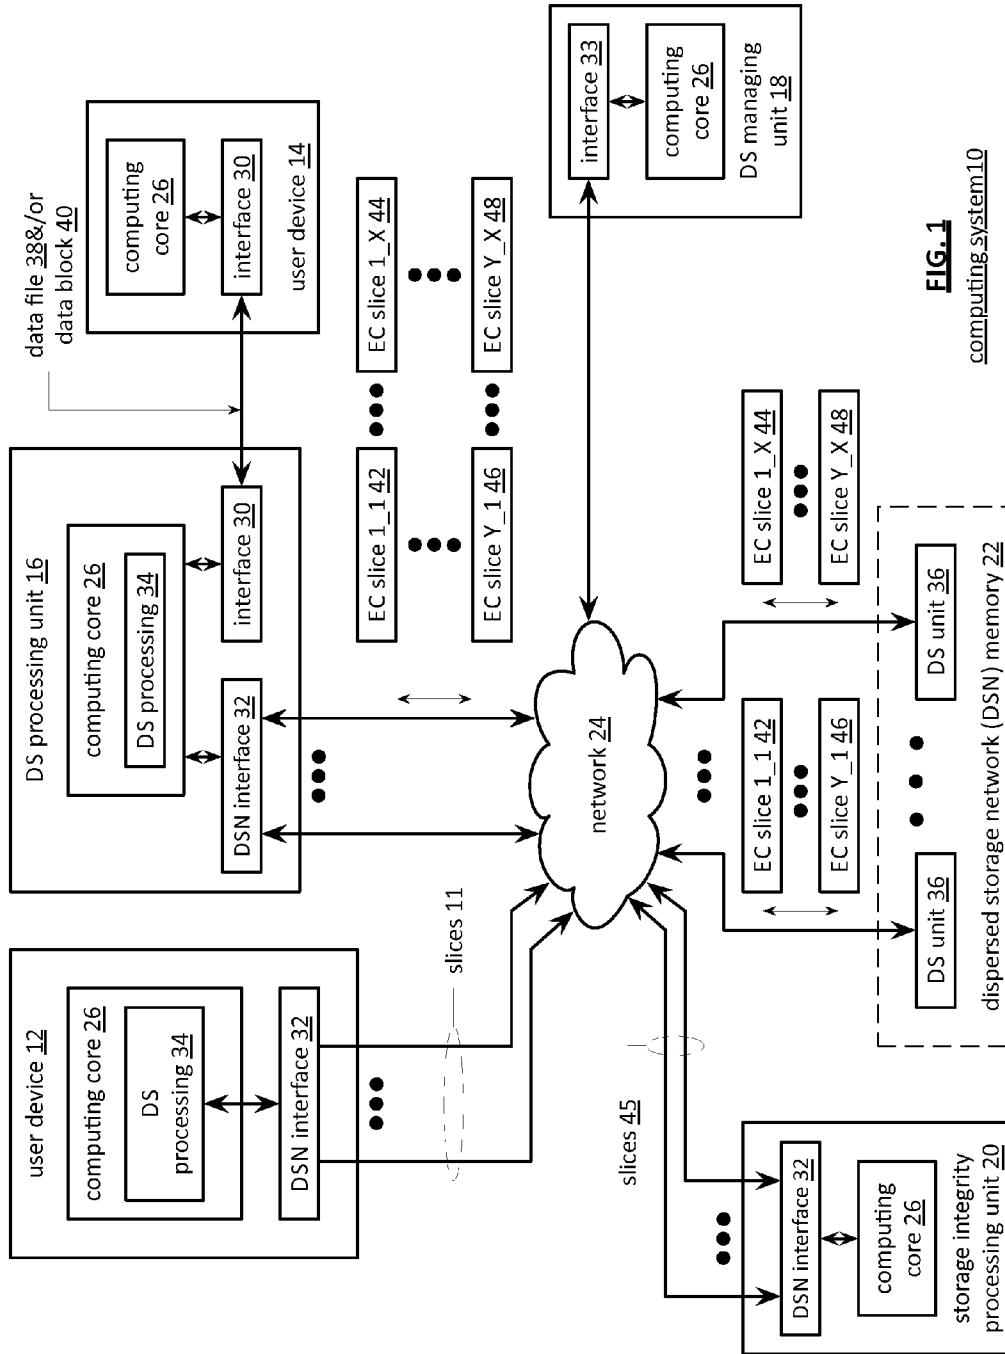 user device 12
computing core 26
DS
processing 34
DSN interface 32
slices 11
DS processing unit 16
computing core 26
DS processing 34
DSN interface 32
interface 30
data file 38&/or
data block 40
computing
core 26
interface 30
user device 14
EC slice 1_1 42
EC slice 1_X 44
EC slice Y_1 46
EC slice Y_X 48
network 24
interface 33
computing
core 26
DS managing
unit 18
slices 45
DSN interface 32
computing
core 26
storage integrity
processing unit 20
EC slice 1_1 42
EC slice Y_1 46
EC slice 1_X 44
EC slice Y_X 48
DS unit 36
DS unit 36
dispersed storage network (DSN) memory 22
FIG. 1
computing system10